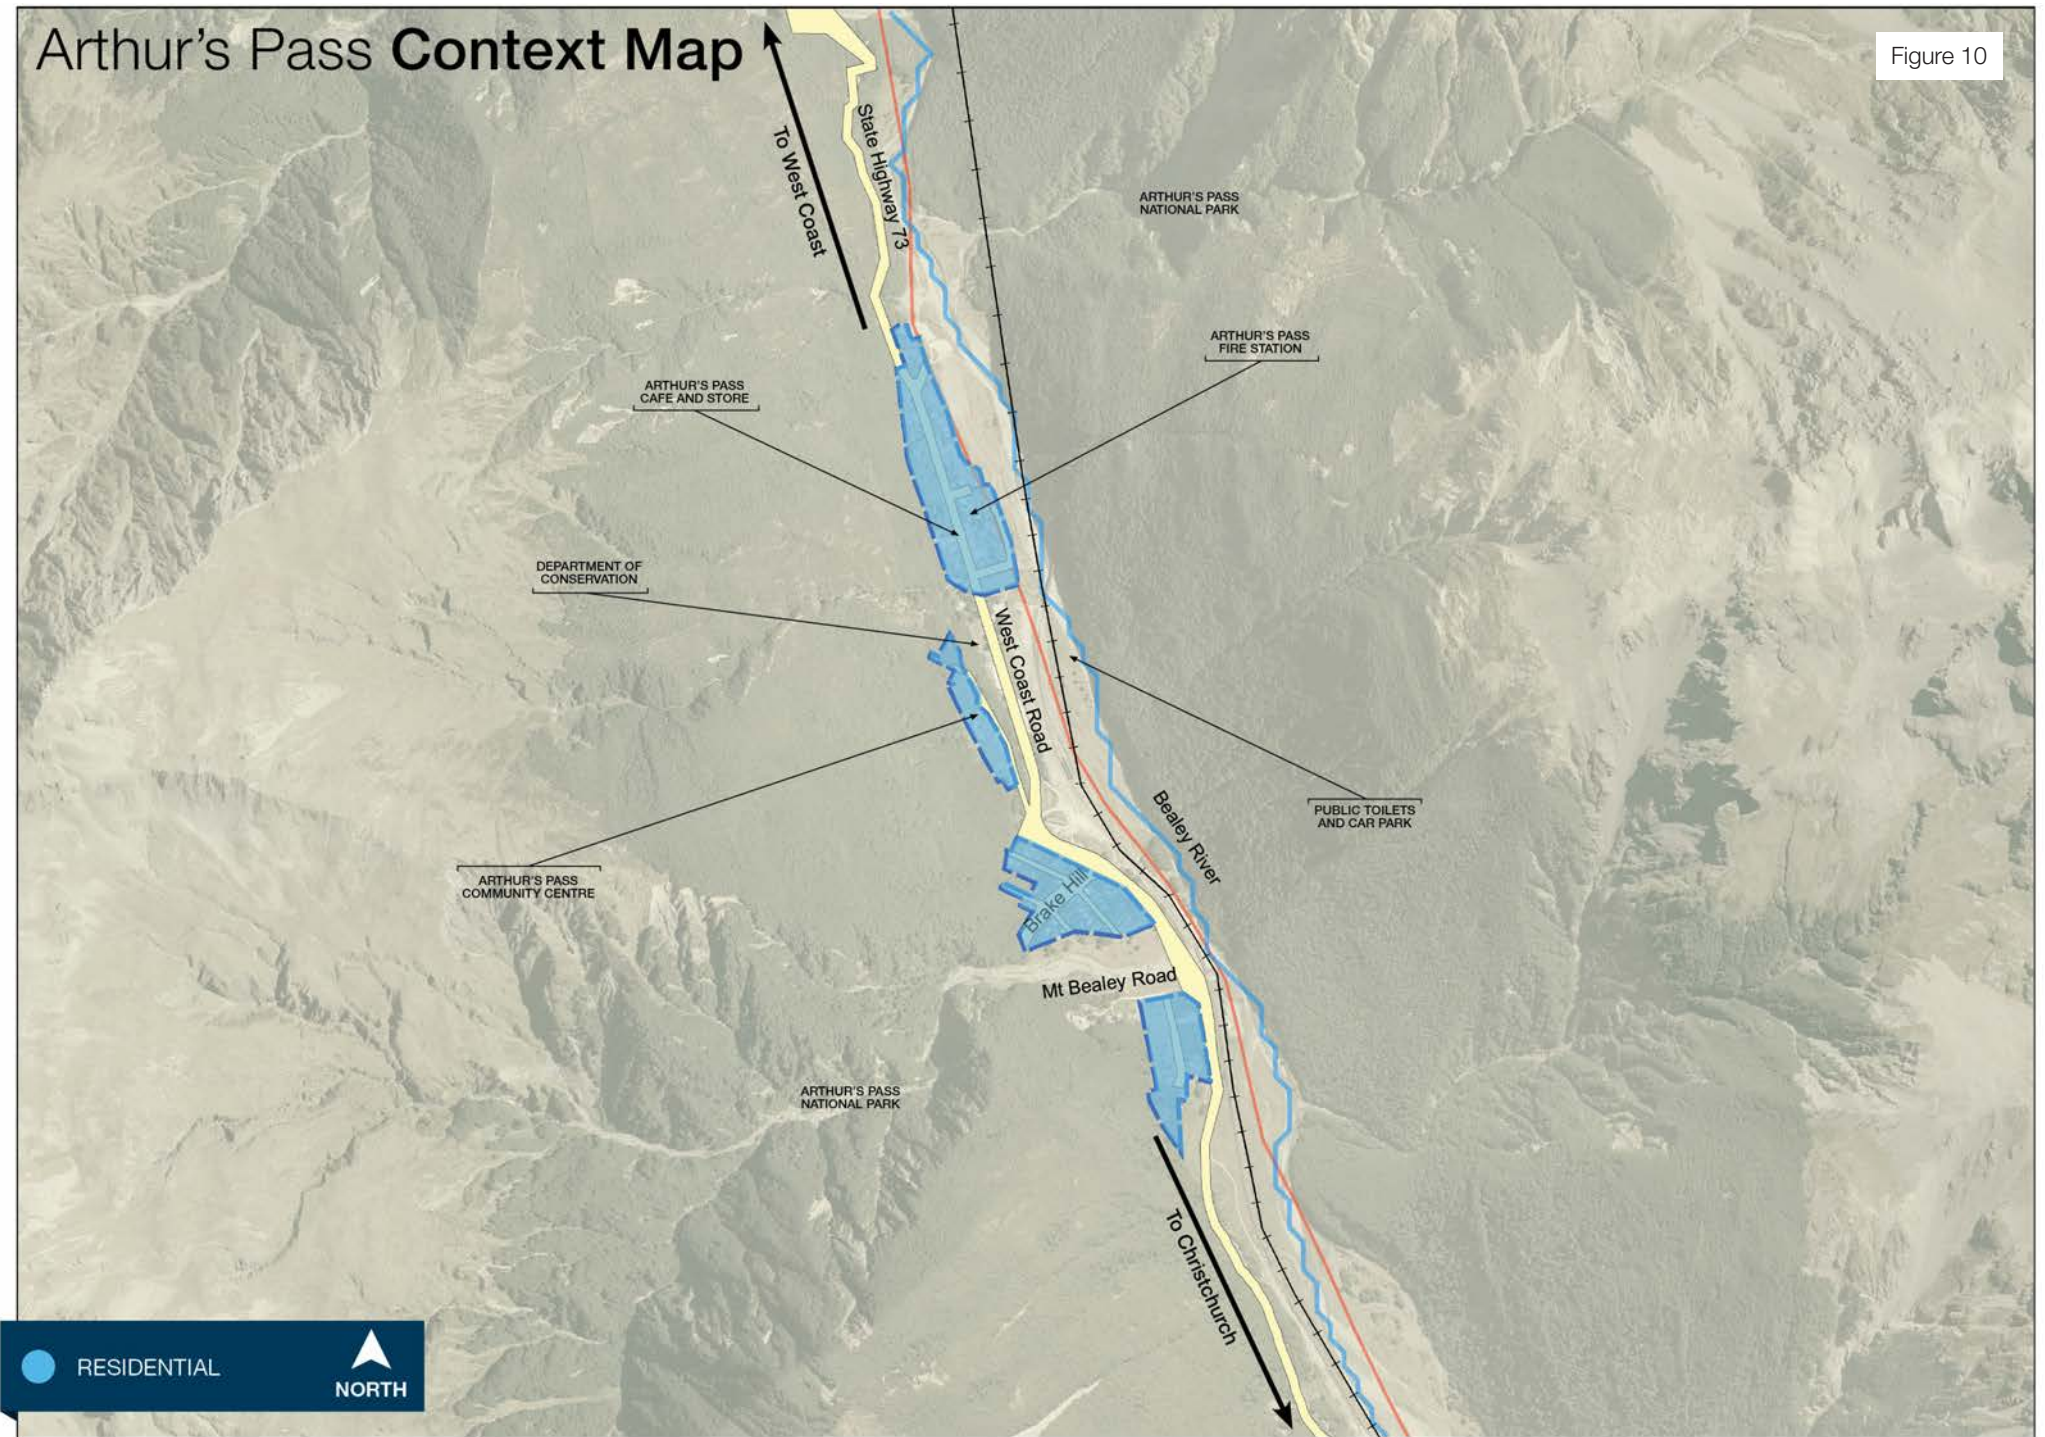 Arthur's Pass Context Map
Figure 10
To West Coast
State Highway 73
ARTHUR'S PASS
NATIONAL PARK
ARTHUR'S PASS
FIRE STATION
ARTHUR'S PASS
CAFE AND STORE
DEPARTMENT OF
CONSERVATION
West Coast Road
PUBLIC TOILETS
AND CAR PARK
Bealey River
ARTHUR'S PASS
COMMUNITY CENTRE
Brake Hill
Mt Bealey Road
ARTHUR'S PASS
NATIONAL PARK
To Christchurch
RESIDENTIAL
NORTH